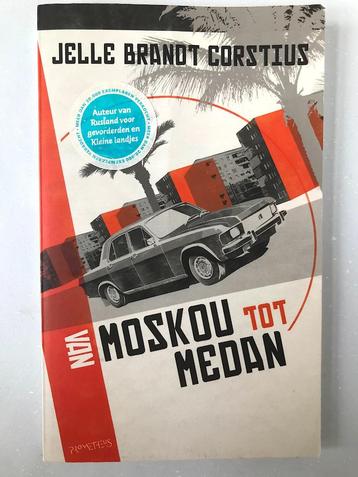 JELLE BRANDT CORSTIUS
Auteur van
Rusland voor
gevorderden en
Kleine landjes
VAN
MOSKOU TOT
MEDAN
PROMETHEUS